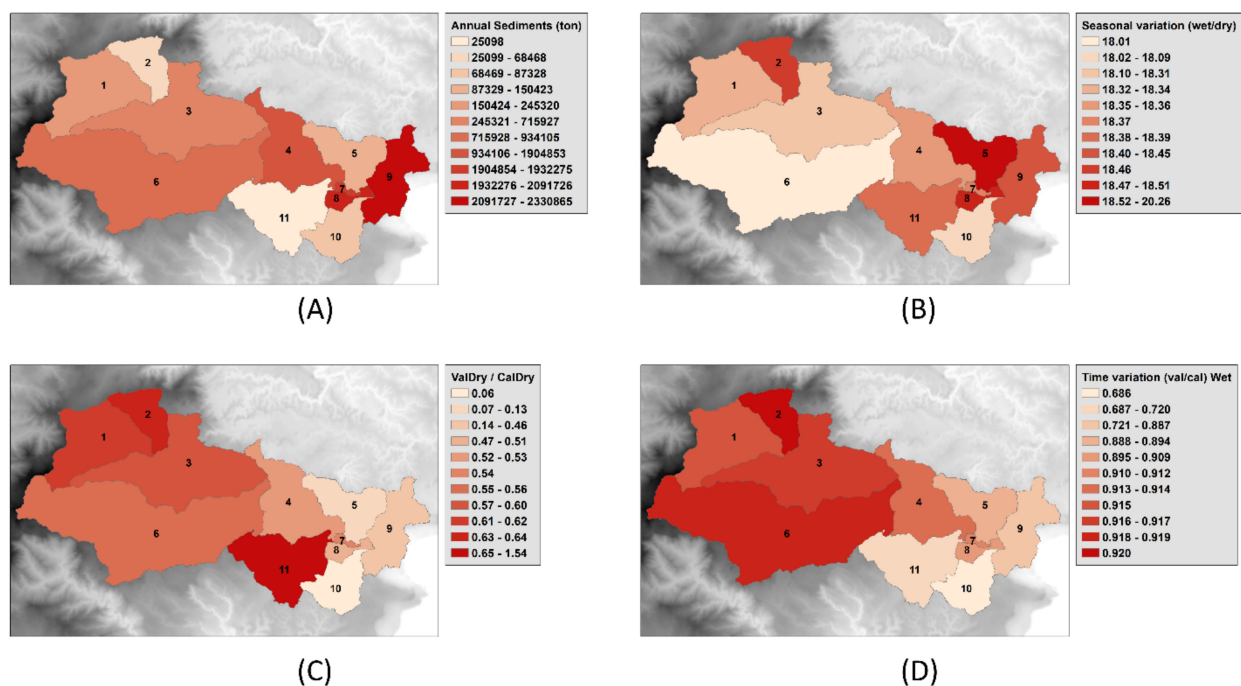 Annual Sediments (ton)
25098
25099 - 68468
68469 - 87328
87329 - 150423
150424 - 245320
245321 - 715927
715928 - 934105
934106 - 1904853
1904854 - 1932275
1932276 - 2091726
2091727 - 2330865
1
2
3
4
5
6
7
8
9
10
11
(A)
Seasonal variation (wet/dry)
18.01
18.02 - 18.09
18.10 - 18.31
18.32 - 18.34
18.35 - 18.36
18.37
18.38 - 18.39
18.40 - 18.45
18.46
18.47 - 18.51
18.52 - 20.26
1
2
3
4
5
6
7
8
9
10
11
(B)
ValDry / CalDry
0.06
0.07 - 0.13
0.14 - 0.46
0.47 - 0.51
0.52 - 0.53
0.54
0.55 - 0.56
0.57 - 0.60
0.61 - 0.62
0.63 - 0.64
0.65 - 1.54
1
2
3
4
5
6
7
8
9
10
11
(C)
Time variation (val/cal) Wet
0.686
0.687 - 0.720
0.721 - 0.887
0.888 - 0.894
0.895 - 0.909
0.910 - 0.912
0.913 - 0.914
0.915
0.916 - 0.917
0.918 - 0.919
0.920
1
2
3
4
5
6
7
8
9
10
11
(D)